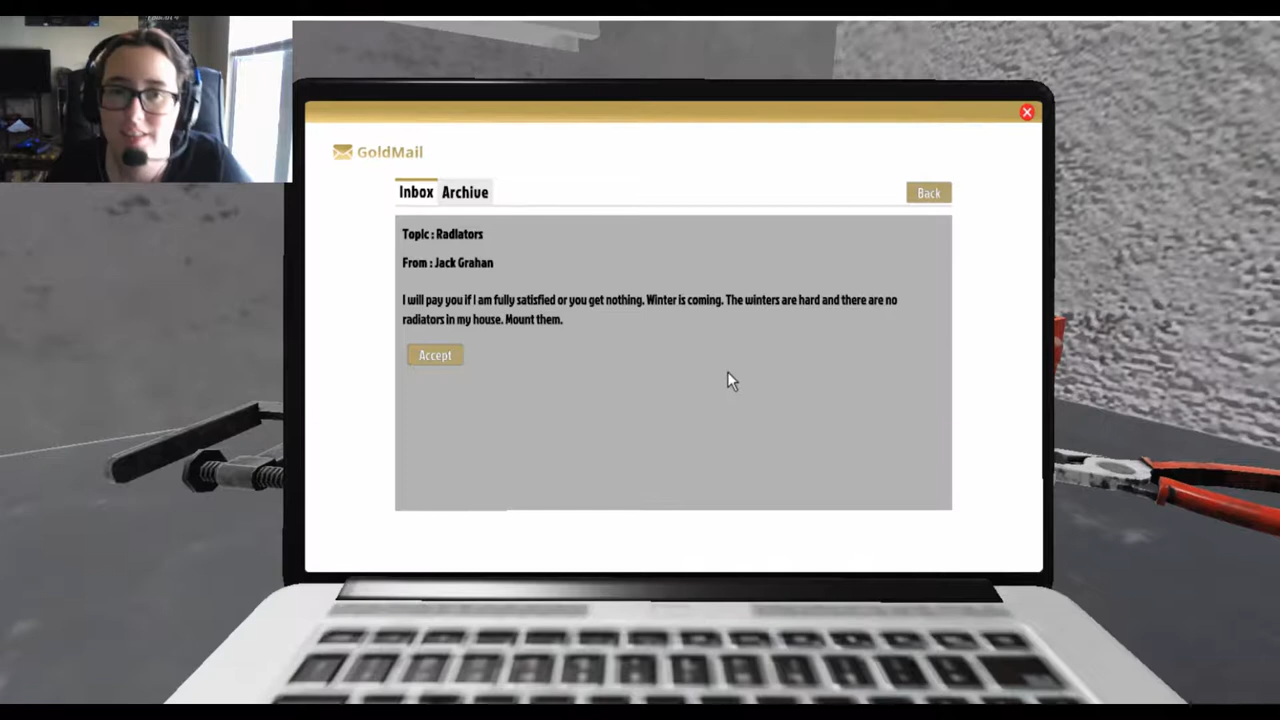 GoldMail
Inbox Archive
Back
Topic : Radiators
From : Jack Grahan
I will pay you if I am fully satisfied or you get nothing. Winter is coming. The winters are hard and there are no
radiators in my house. Mount them.
Accept